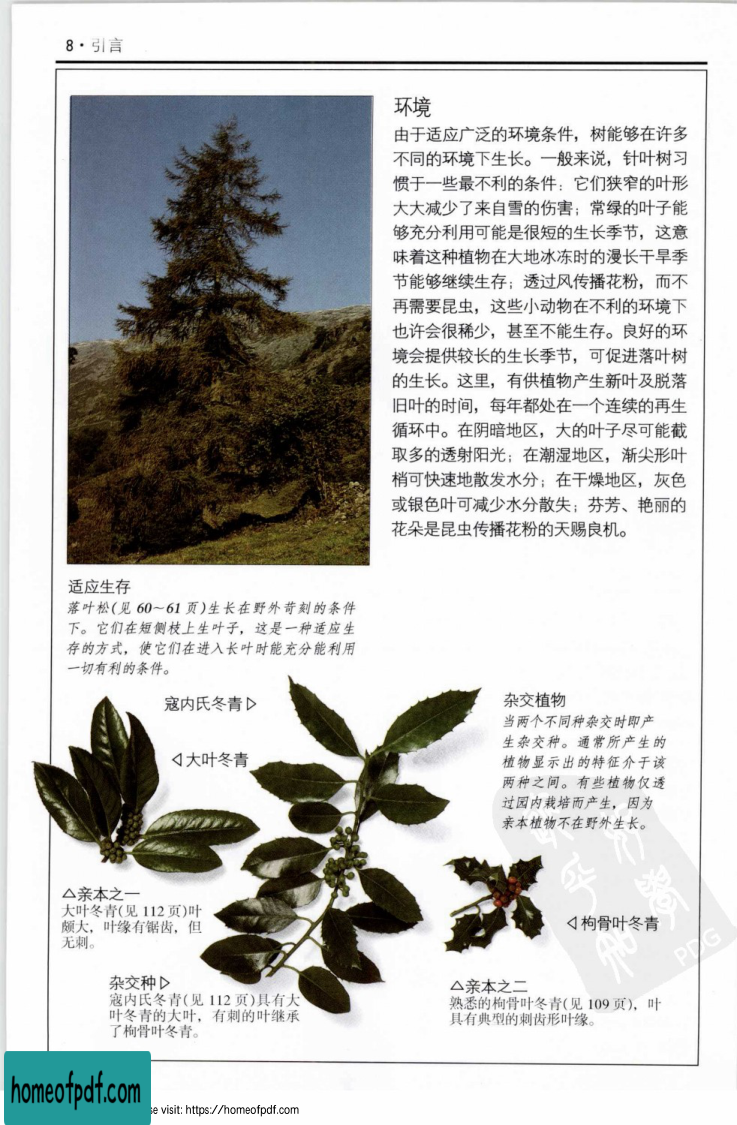 8·引言
环境
由于适应广泛的环境条件，树能够在许多
不同的环境下生长。一般来说，针叶树习
惯于一些最不利的条件：它们狭窄的叶形
大大减少了来自雪的伤害；常绿的叶子能
够充分利用可能是很短的生长季节，这意
味着这种植物在大地冰冻时的漫长干旱季
节能够继续生存；透过风传播花粉，而不
再需要昆虫，这些小动物在不利的环境下
也许会很稀少，甚至不能生存。良好的环
境会提供较长的生长季节，可促进落叶树
的生长。这里，有供植物产生新叶及脱落
旧叶的时间，每年都处在一个连续的再生
循环中。在阴暗地区，大的叶子尽可能截
取多的透射阳光；在潮湿地区，渐尖形叶
梢可快速地散发水分；在干燥地区，灰色
或银色叶可减少水分散失；芬芳、艳丽的
花朵是昆虫传播花粉的天赐良机。
适应生存
落叶松(见 60～61 页)生长在野外苛刻的条件
下。它们在短侧枝上生叶子，这是一种适应生
存的方式，使它们在进入长叶时能充分能利用
一切有利的条件。
寇内氏冬青▷
◁大叶冬青
杂交植物
当两个不同种杂交时即产
生杂交种。通常所产生的
植物显示出的特征介于该
两种之间。有些植物仅透
过园内栽培而产生，因为
亲本植物不在野外生长。
△亲本之一
大叶冬青(见 112 页)叶
颇大，叶缘有锯齿，但
无刺。
◁枸骨叶冬青
杂交种▷
寇内氏冬青(见 112 页)具有大
叶冬青的大叶，有刺的叶继承
了枸骨叶冬青。
△亲本之二
熟悉的枸骨叶冬青(见 109 页)，叶
具有典型的刺齿形叶缘。
PDG
homeofpdf.com
se visit: https://homeofpdf.com